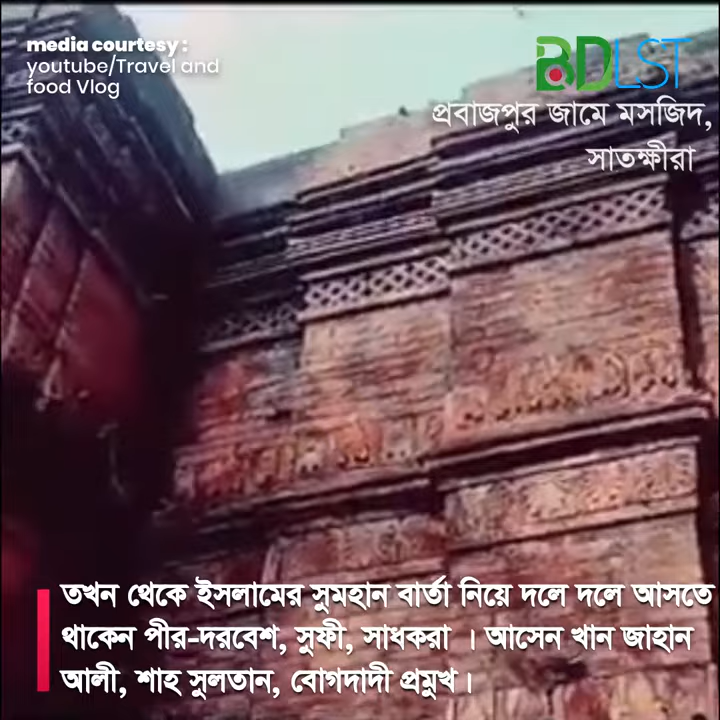 media courtesy :
youtube/Travel and
food Vlog
BDLST
প্রবাজপুর জামে মসজিদ,
সাতক্ষীরা
তখন থেকে ইসলামের সুমহান বার্তা নিয়ে দলে দলে আসতে
থাকেন পীর-দরবেশ, সুফী, সাধকরা । আসেন খান জাহান
আলী, শাহ সুলতান, বোগদাদী প্রমুখ।